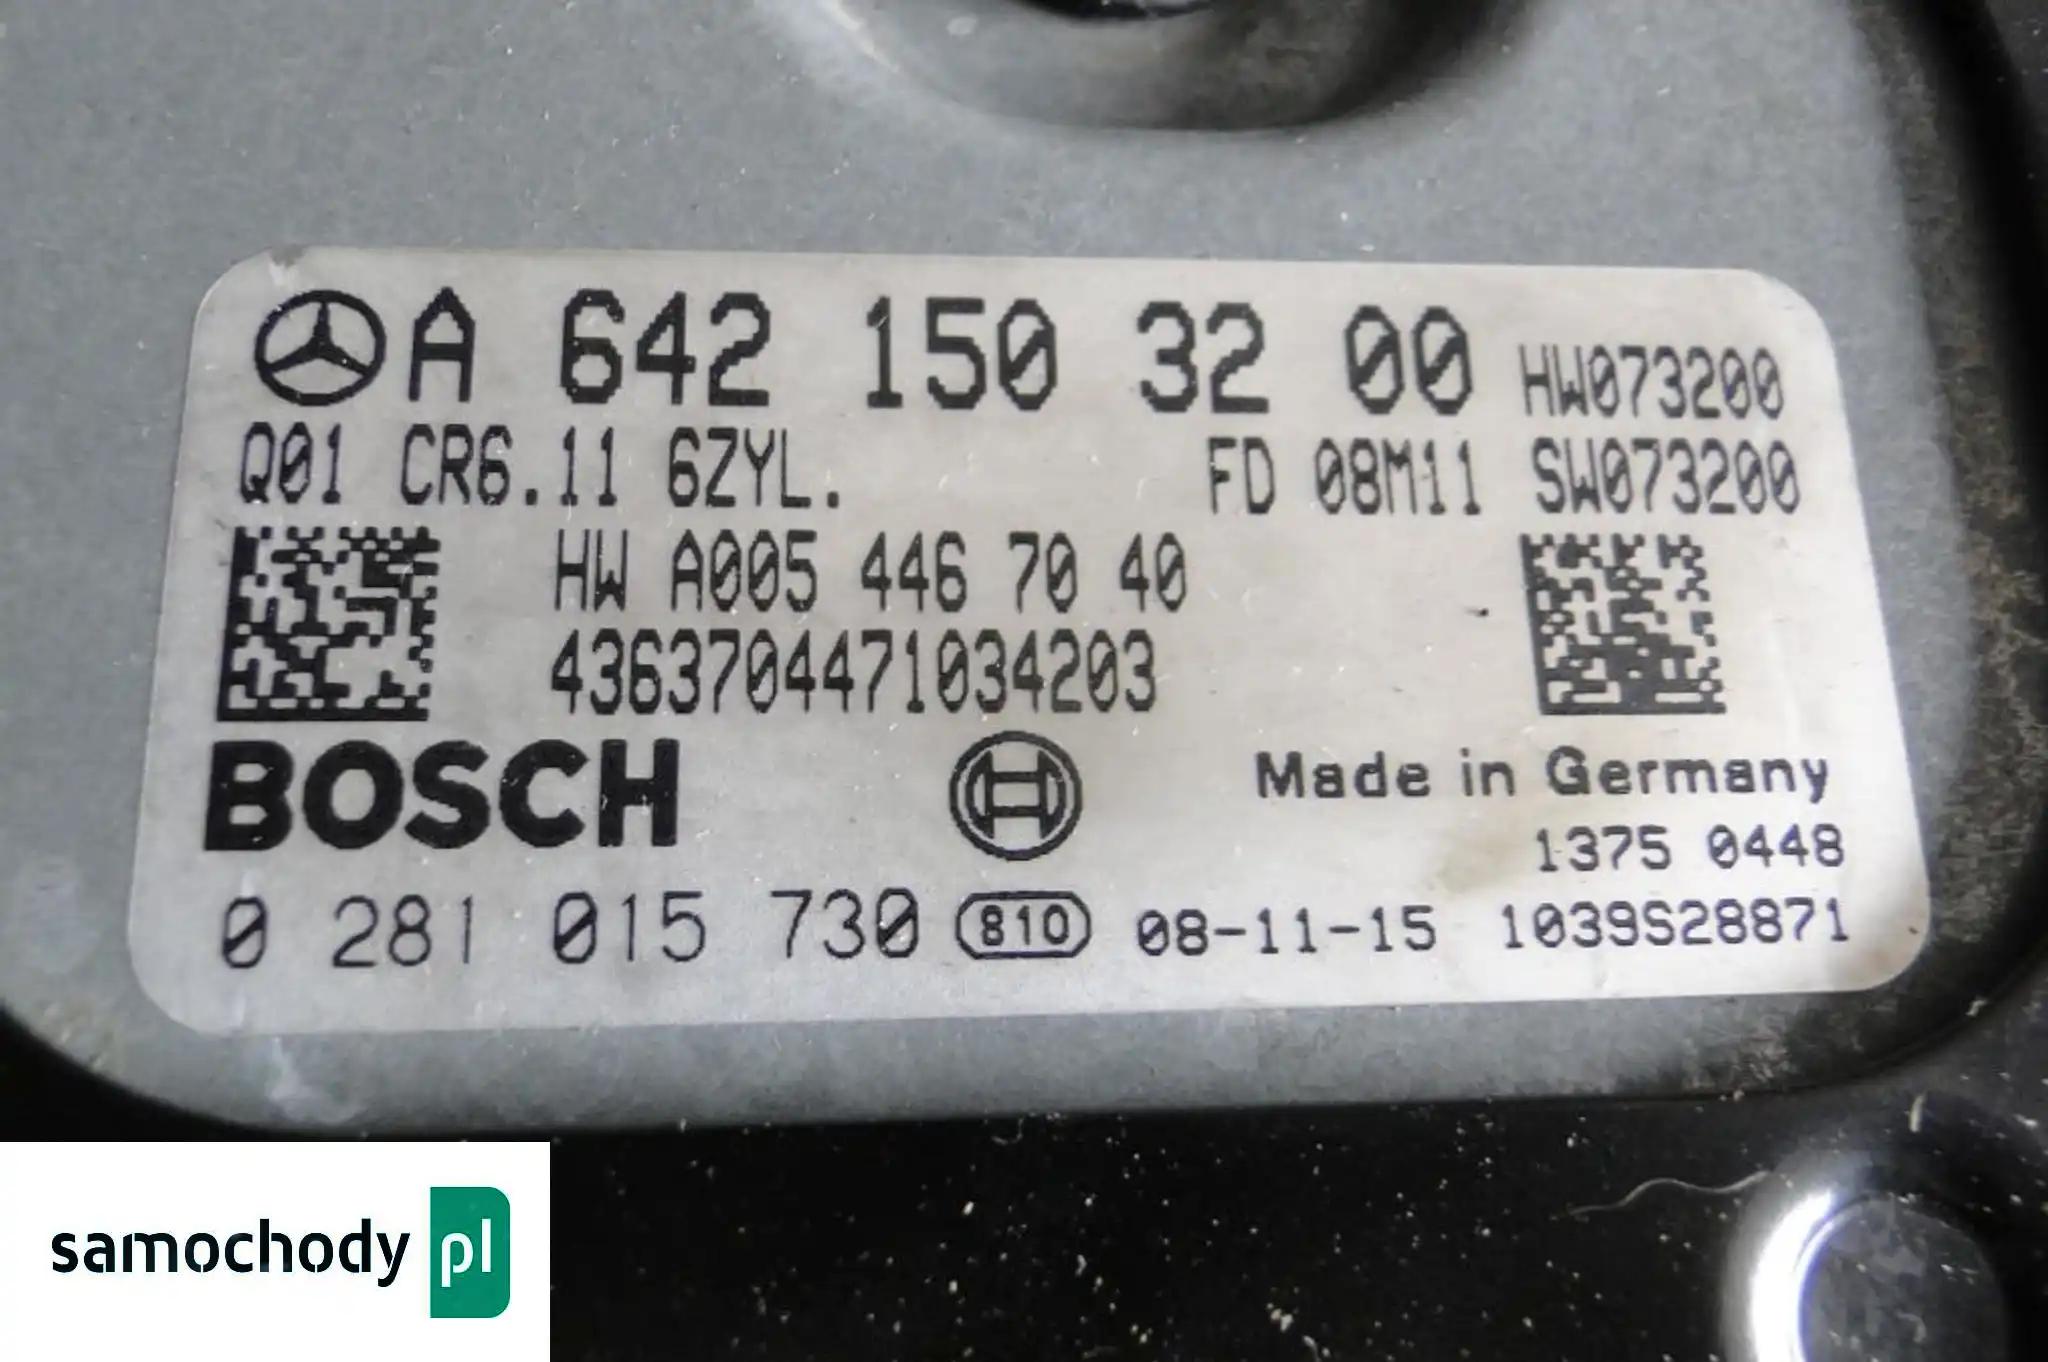 A 642 150 32 00 HW073200
Q01 CR6.11 6ZYL. FD 08M11 SW073200
HW A005 446 70 40
4363704471034203
BOSCH
Made in Germany
1375 0448
0 281 015 730 810 08-11-15 1039S28871
samochody pl